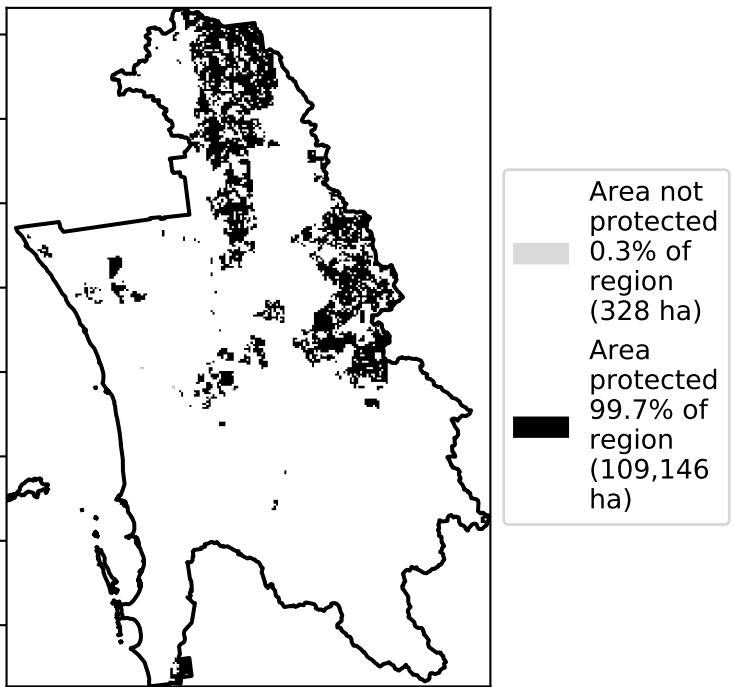 Area not
protected
0.3% of
region
(328 ha)
Area
protected
99.7% of
region
(109,146
ha)